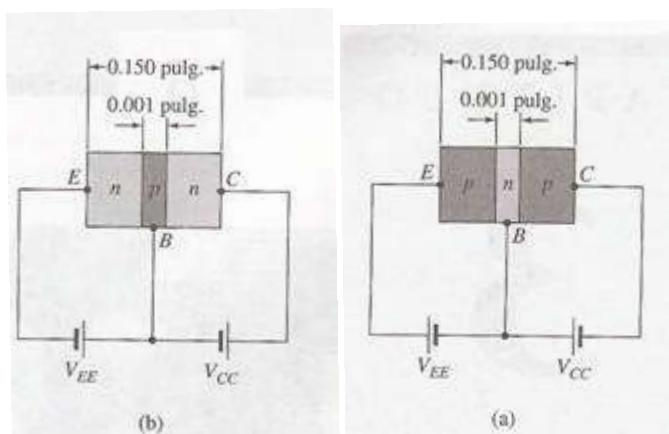 0.150 pulg.
0.001 pulg.
E n p n C
B
V_EE V_CC
(b)
0.150 pulg.
0.001 pulg.
E p n p C
B
V_EE V_CC
(a)